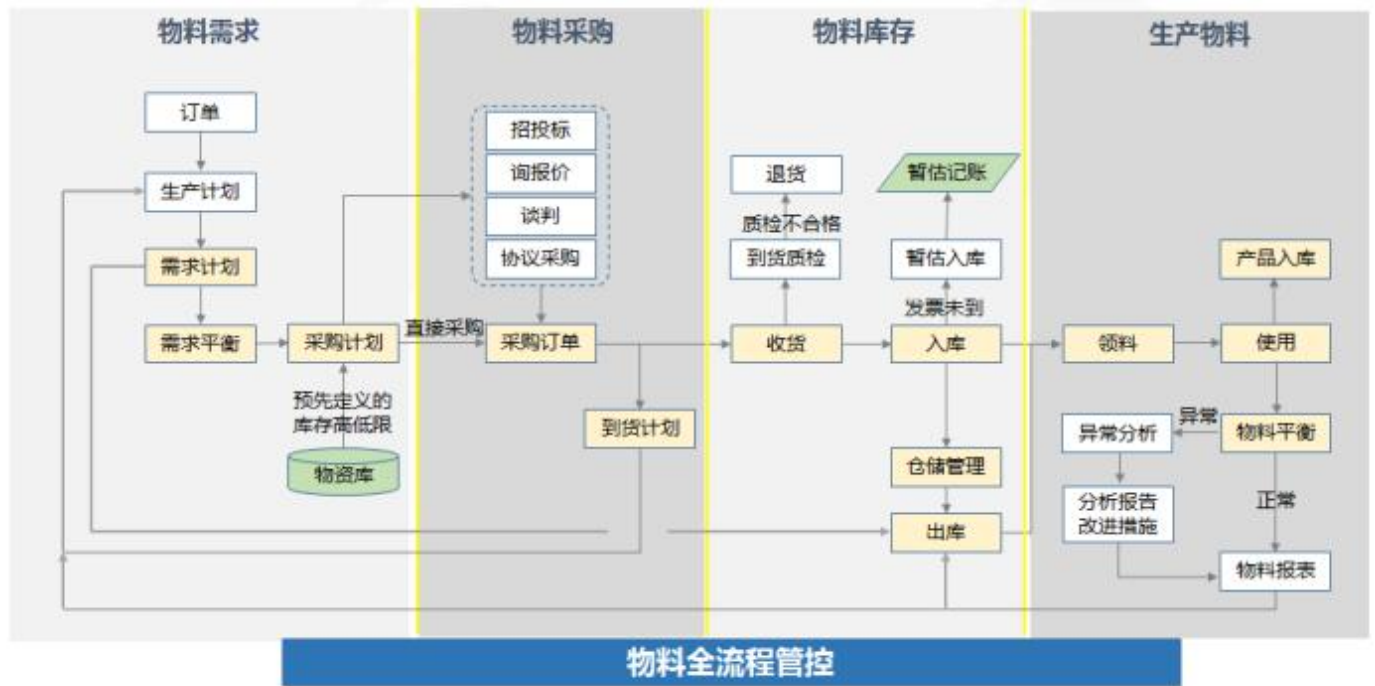 物料需求
物料采购
物料库存
生产物料
订单
生产计划
需求计划
需求平衡
采购计划
预先定义的
库存高低限
物资库
直接采购
招投标
询报价
谈判
协议采购
采购订单
到货计划
退货
质检不合格
到货质检
收货
暂估记账
暂估入库
发票未到
入库
仓储管理
出库
领料
产品入库
使用
异常
物料平衡
异常分析
分析报告
改进措施
正常
物料报表
物料全流程管控